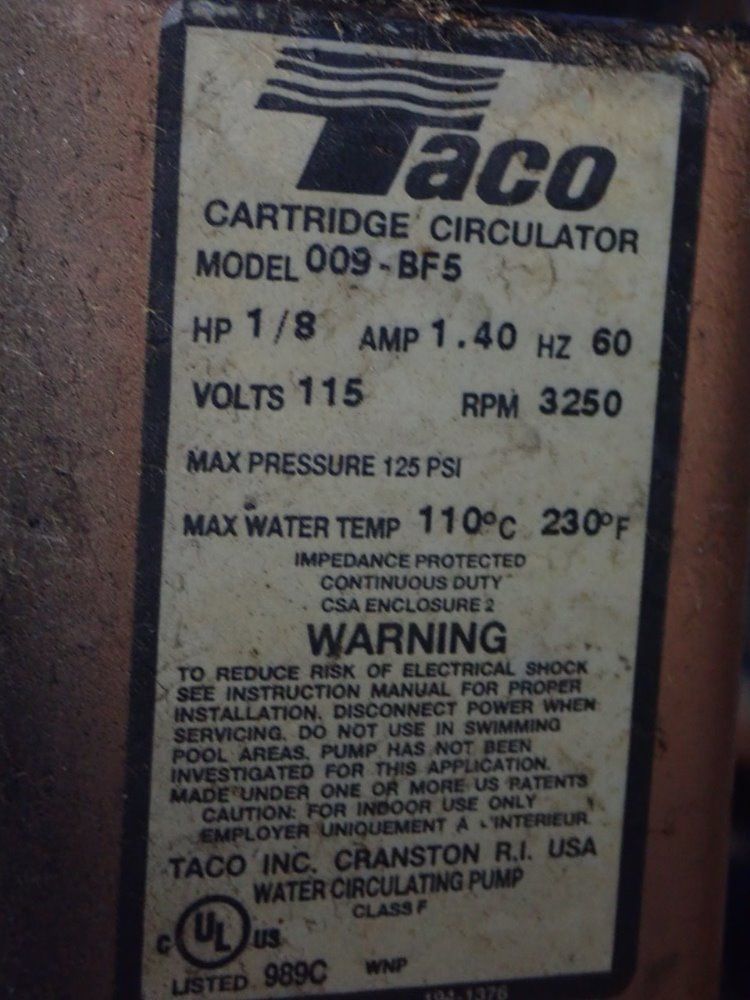 Taco
CARTRIDGE CIRCULATOR
MODEL 009-BF5
HP 1/8 AMP 1.40 HZ 60
VOLTS 115 RPM 3250
MAX PRESSURE 125 PSI
MAX WATER TEMP 110°C 230°F
IMPEDANCE PROTECTED
CONTINUOUS DUTY
CSA ENCLOSURE 2
WARNING
TO REDUCE RISK OF ELECTRICAL SHOCK
SEE INSTRUCTION MANUAL FOR PROPER
INSTALLATION. DISCONNECT POWER WHEN
SERVICING. DO NOT USE IN SWIMMING
POOL AREAS. PUMP HAS NOT BEEN
INVESTIGATED FOR THIS APPLICATION.
MADE UNDER ONE OR MORE US PATENTS
CAUTION: FOR INDOOR USE ONLY
EMPLOYER UNIQUEMENT A L'INTERIEUR
TACO INC. CRANSTON R.I. USA
WATER CIRCULATING PUMP
CLASS F
C UL US
LISTED 989C WNP